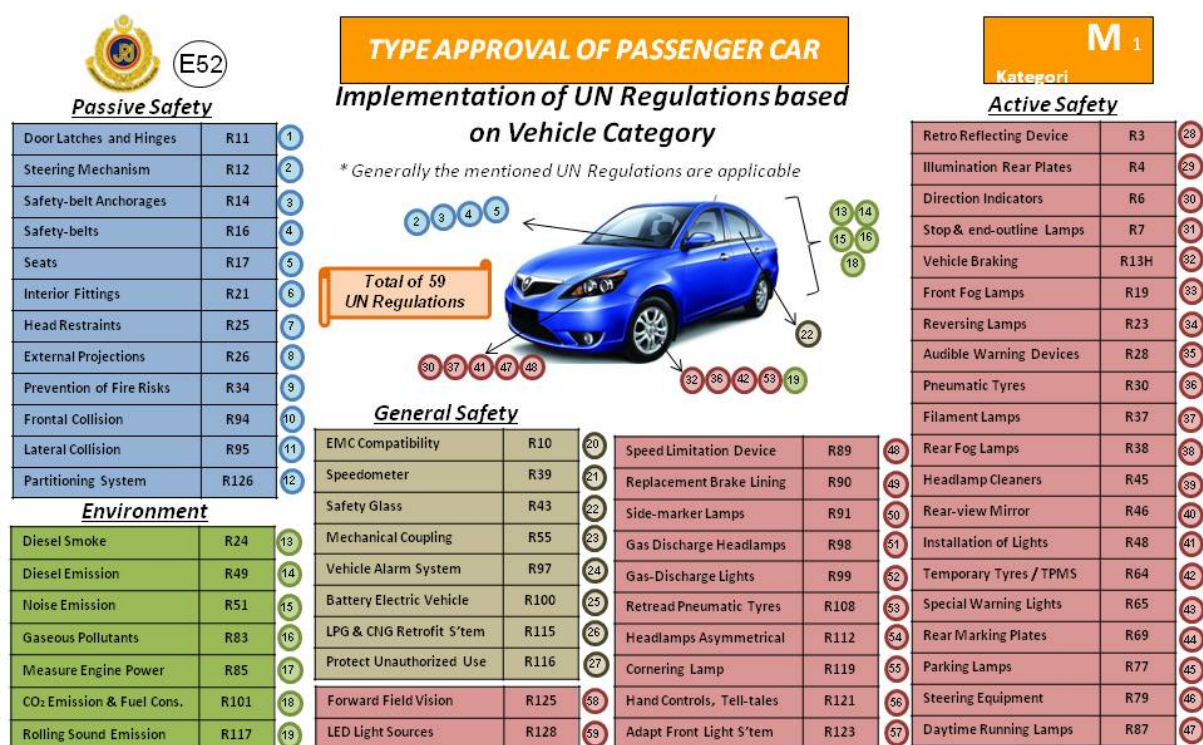 E52
TYPE APPROVAL OF PASSENGER CAR
M 1
Kategori
Implementation of UN Regulations based
on Vehicle Category
* Generally the mentioned UN Regulations are applicable
Passive Safety
Door Latches and Hinges R11 1
Steering Mechanism R12 2
Safety-belt Anchorages R14 3
Safety-belts R16 4
Seats R17 5
Interior Fittings R21 6
Head Restraints R25 7
External Projections R26 8
Prevention of Fire Risks R34 9
Frontal Collision R94 10
Lateral Collision R95 11
Partitioning System R126 12
Environment
Diesel Smoke R24 13
Diesel Emission R49 14
Noise Emission R51 15
Gaseous Pollutants R83 16
Measure Engine Power R85 17
CO₂ Emission & Fuel Cons. R101 18
Rolling Sound Emission R117 19
2 3 4 5
13 14
15 16
18
Total of 59
UN Regulations
22
30 37 41 47 48
32 36 42 53 19
General Safety
EMC Compatibility R10 20
Speedometer R39 21
Safety Glass R43 22
Mechanical Coupling R55 23
Vehicle Alarm System R97 24
Battery Electric Vehicle R100 25
LPG & CNG Retrofit S'tem R115 26
Protect Unauthorized Use R116 27
Forward Field Vision R125 58
LED Light Sources R128 59
Speed Limitation Device R89 48
Replacement Brake Lining R90 49
Side-marker Lamps R91 50
Gas Discharge Headlamps R98 51
Gas-Discharge Lights R99 52
Retread Pneumatic Tyres R108 53
Headlamps Asymmetrical R112 54
Cornering Lamp R119 55
Hand Controls, Tell-tales R121 56
Adapt Front Light S'tem R123 57
Active Safety
Retro Reflecting Device R3 28
Illumination Rear Plates R4 29
Direction Indicators R6 30
Stop & end-outline Lamps R7 31
Vehicle Braking R13H 32
Front Fog Lamps R19 33
Reversing Lamps R23 34
Audible Warning Devices R28 35
Pneumatic Tyres R30 36
Filament Lamps R37 37
Rear Fog Lamps R38 38
Headlamp Cleaners R45 39
Rear-view Mirror R46 40
Installation of Lights R48 41
Temporary Tyres / TPMS R64 42
Special Warning Lights R65 43
Rear Marking Plates R69 44
Parking Lamps R77 45
Steering Equipment R79 46
Daytime Running Lamps R87 47